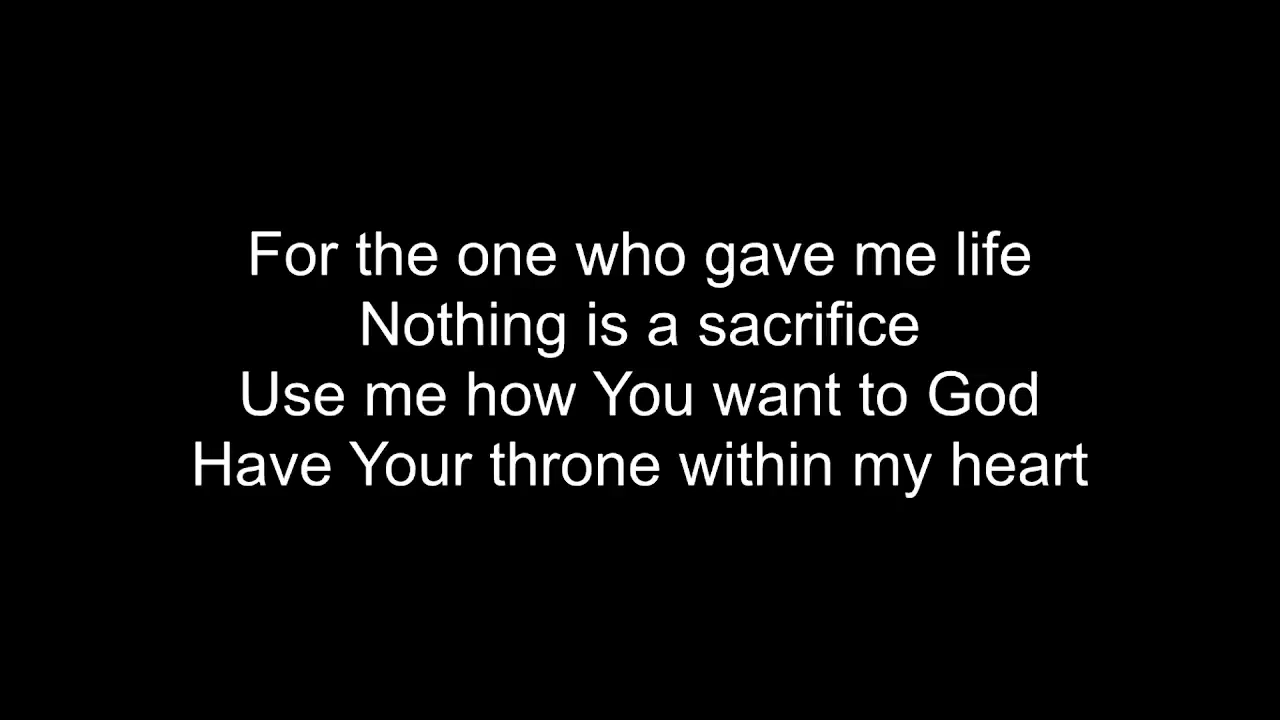 For the one who gave me life
Nothing is a sacrifice
Use me how You want to God
Have Your throne within my heart